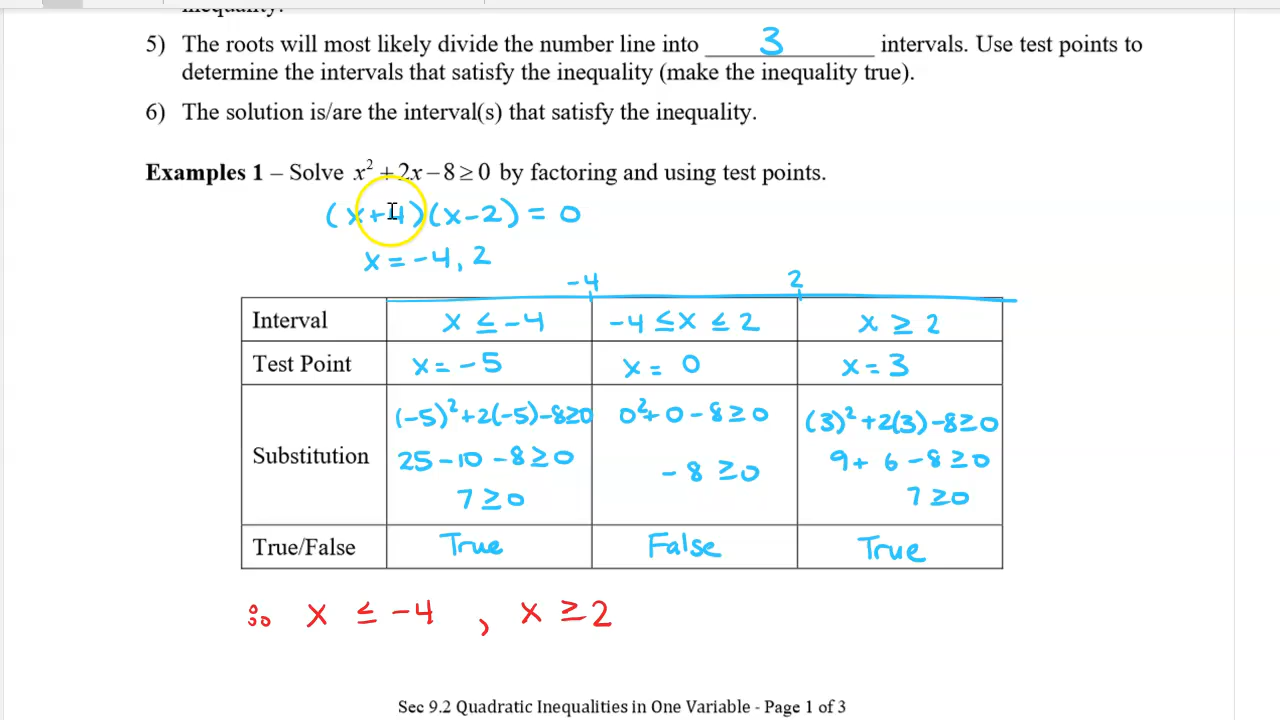 inequality.
5) The roots will most likely divide the number line into 3 intervals. Use test points to
determine the intervals that satisfy the inequality (make the inequality true).
6) The solution is/are the interval(s) that satisfy the inequality.
Examples 1 – Solve x² + 2x − 8 ≥ 0 by factoring and using test points.
(x+4)(x-2) = 0
x = -4, 2
-4 2
Interval x ≤ -4 -4 ≤ x ≤ 2 x ≥ 2
Test Point x = -5 x = 0 x = 3
(-5)² + 2(-5) - 8 ≥ 0 0² + 0 - 8 ≥ 0 (3)² + 2(3) - 8 ≥ 0
Substitution 25 - 10 - 8 ≥ 0 - 8 ≥ 0 9 + 6 - 8 ≥ 0
7 ≥ 0 7 ≥ 0
True/False True False True
so x ≤ -4 , x ≥ 2
Sec 9.2 Quadratic Inequalities in One Variable - Page 1 of 3